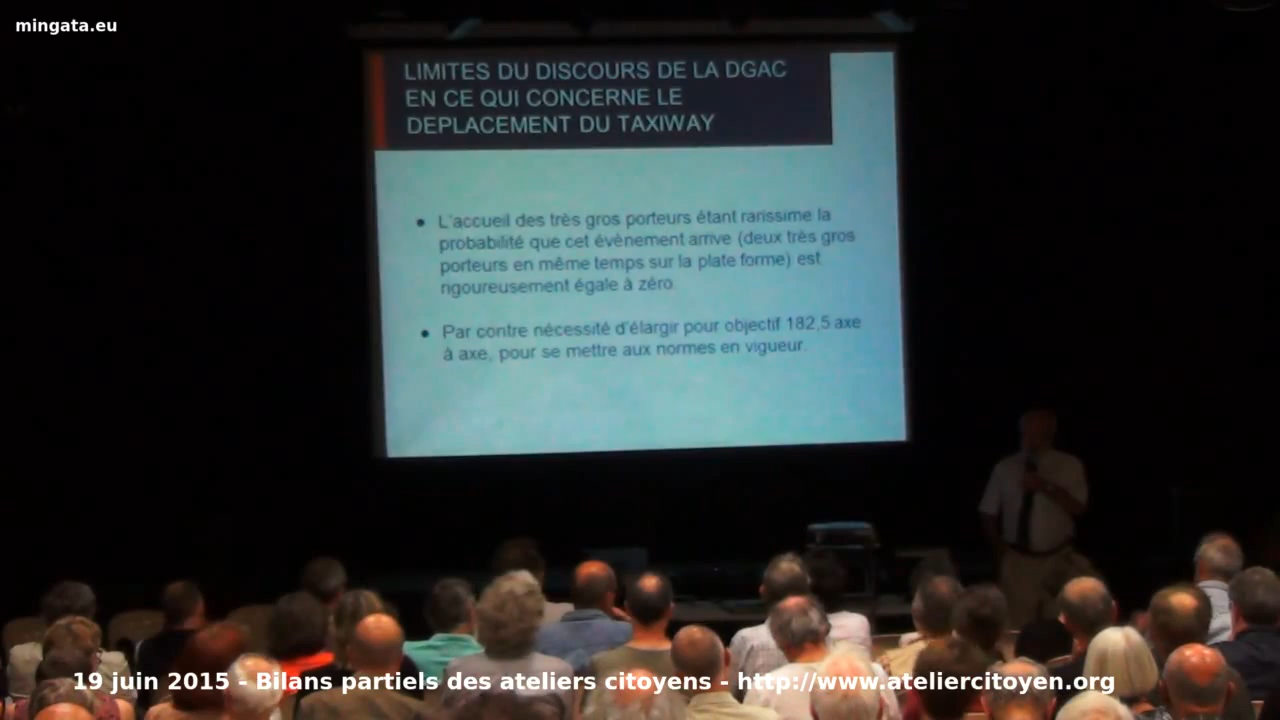 mingata.eu
LIMITES DU DISCOURS DE LA DGAC
EN CE QUI CONCERNE LE
DEPLACEMENT DU TAXIWAY
● L'accueil des très gros porteurs étant rarissime la
probabilité que cet évènement arrive (deux très gros
porteurs en même temps sur la plate forme) est
rigoureusement égale à zéro.
● Par contre nécessité d'élargir pour objectif 182,5 axe
à axe, pour se mettre aux normes en vigueur.
19 juin 2015 - Bilans partiels des ateliers citoyens - http://www.ateliercitoyen.org